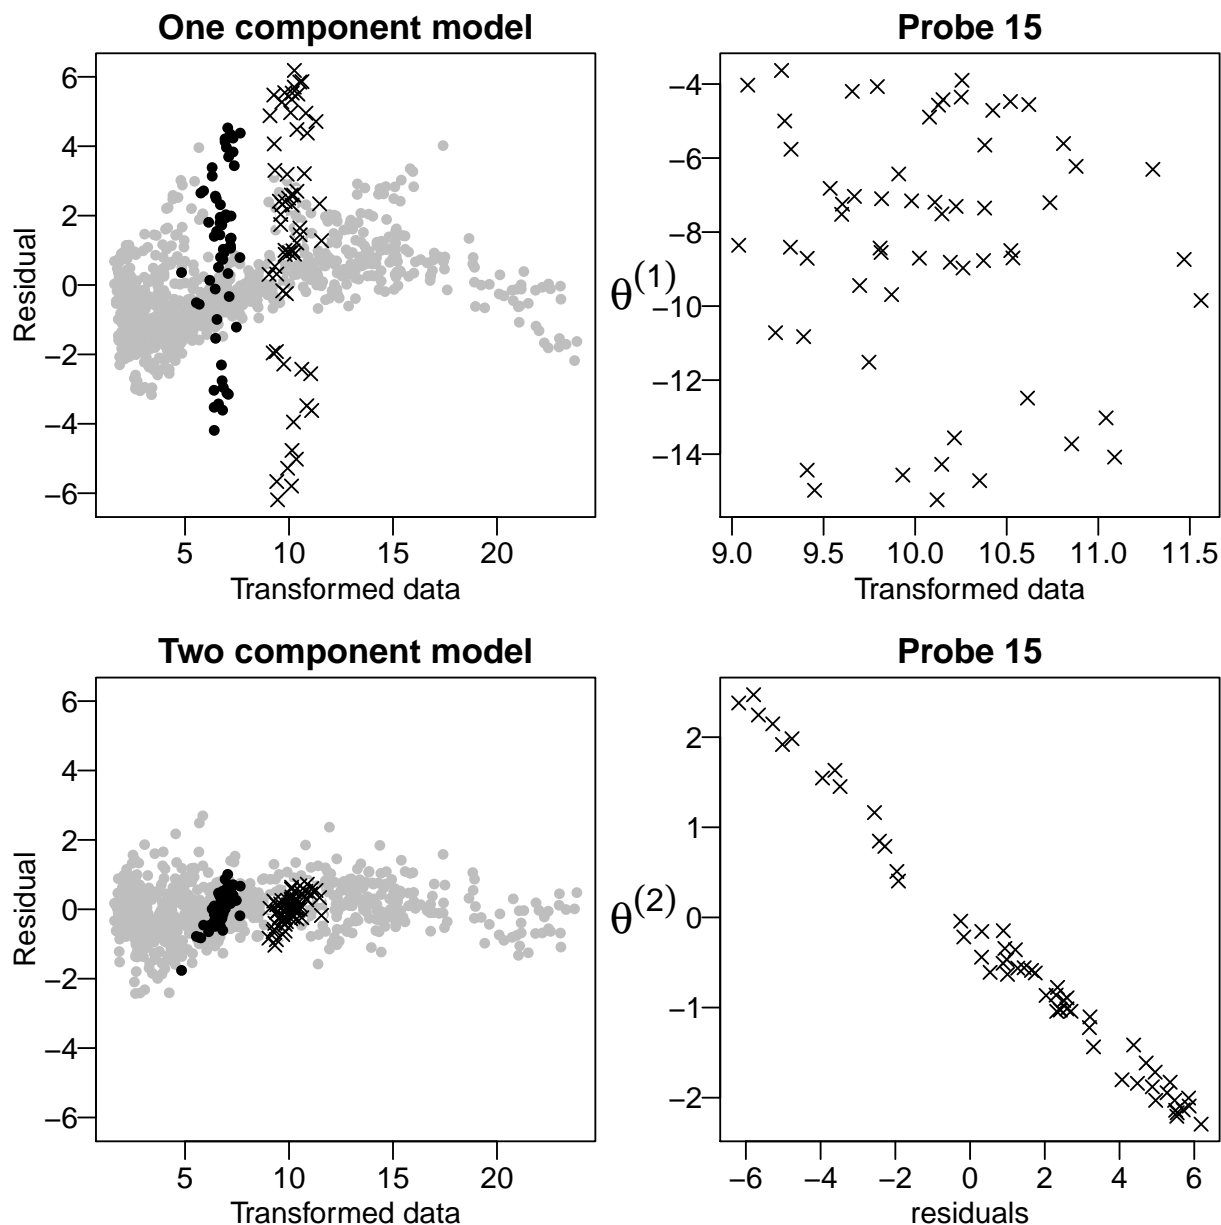 One component model
Residual
6
4
2
0
−2
−4
−6
5 10 15 20
Transformed data
Probe 15
θ(1)
−4
−6
−8
−10
−12
−14
9.0 9.5 10.0 10.5 11.0 11.5
Transformed data
Two component model
Residual
6
4
2
0
−2
−4
−6
5 10 15 20
Transformed data
Probe 15
θ(2)
2
1
0
−1
−2
−6 −4 −2 0 2 4 6
residuals